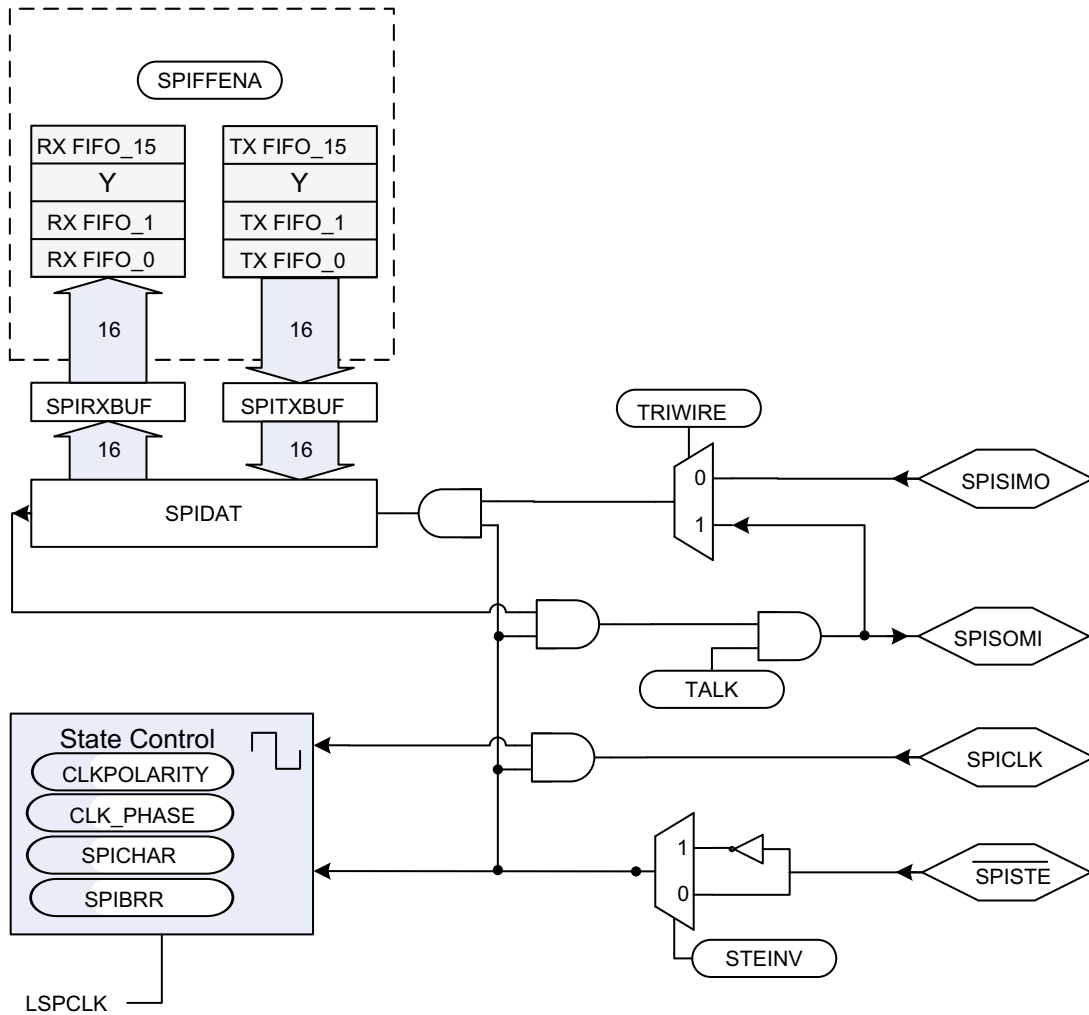 SPIFFENA
RX FIFO_15
TX FIFO_15
Y
Y
RX FIFO_1
TX FIFO_1
RX FIFO_0
TX FIFO_0
16
16
SPIRXBUF
SPITXBUF
TRIWIRE
16
16
0
SPISIMO
SPIDAT
1
SPISOMI
TALK
State Control
CLKPOLARITY
SPICLK
CLK_PHASE
SPICHAR
1
SPISTE
SPIBRR
0
STEINV
LSPCLK